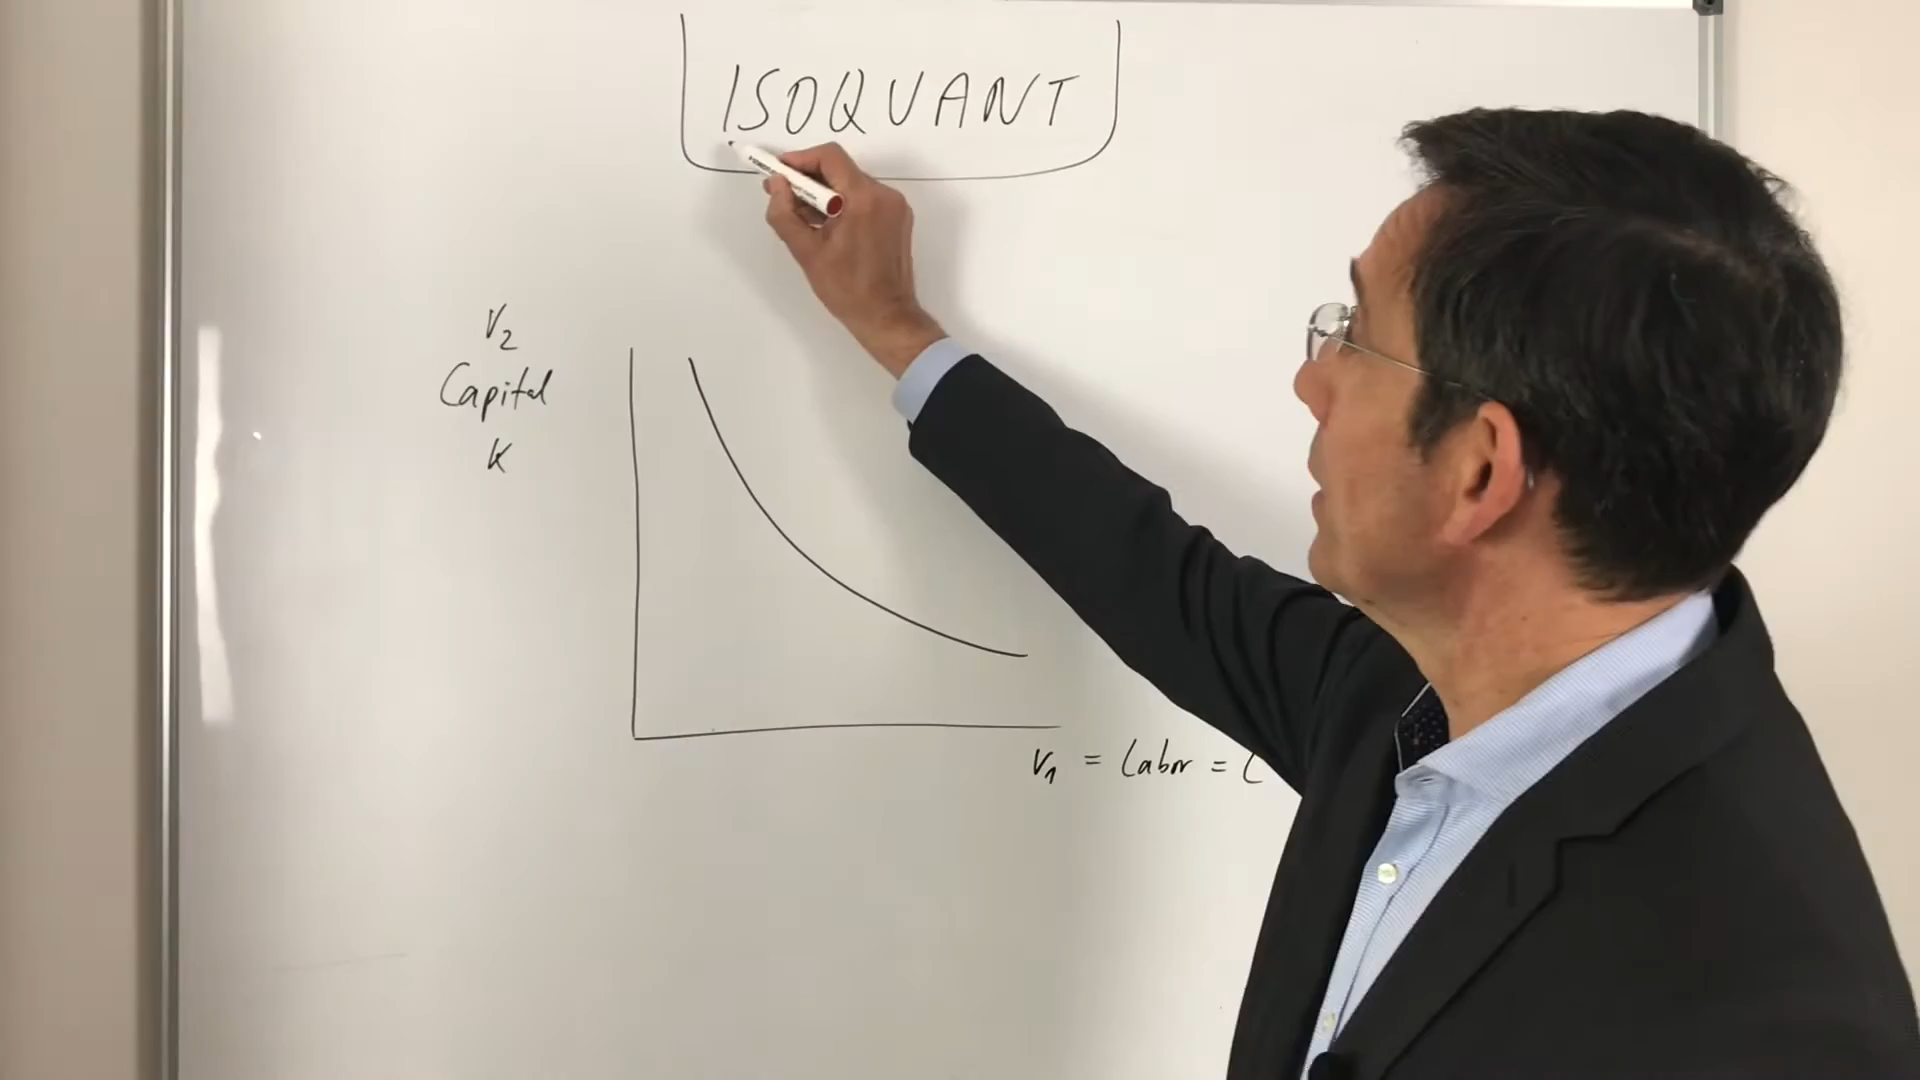 ISOQUANT
V2
Capital
K
V1 = Labor = L